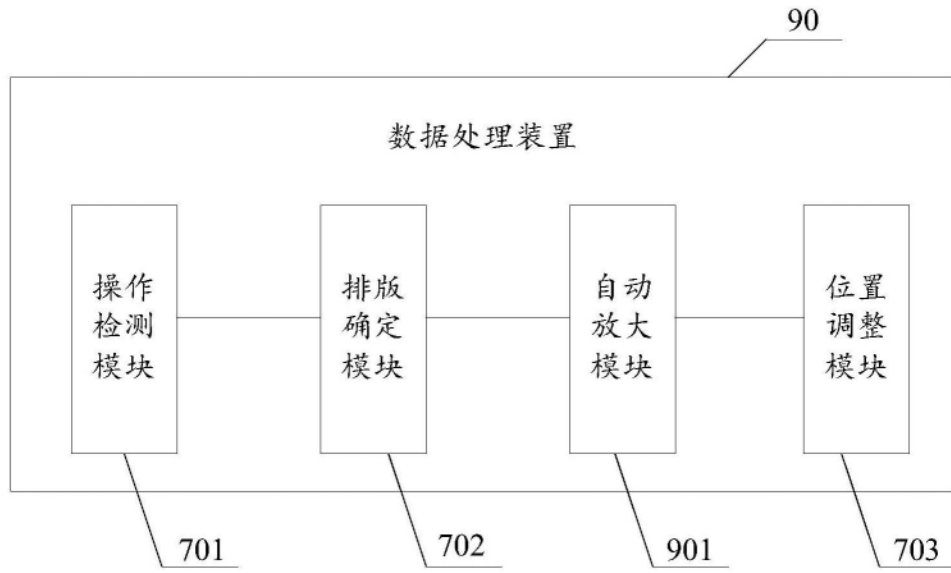 90
数据处理装置
操作
检测
模块
排版
确定
模块
自动
放大
模块
位置
调整
模块
701
702
901
703